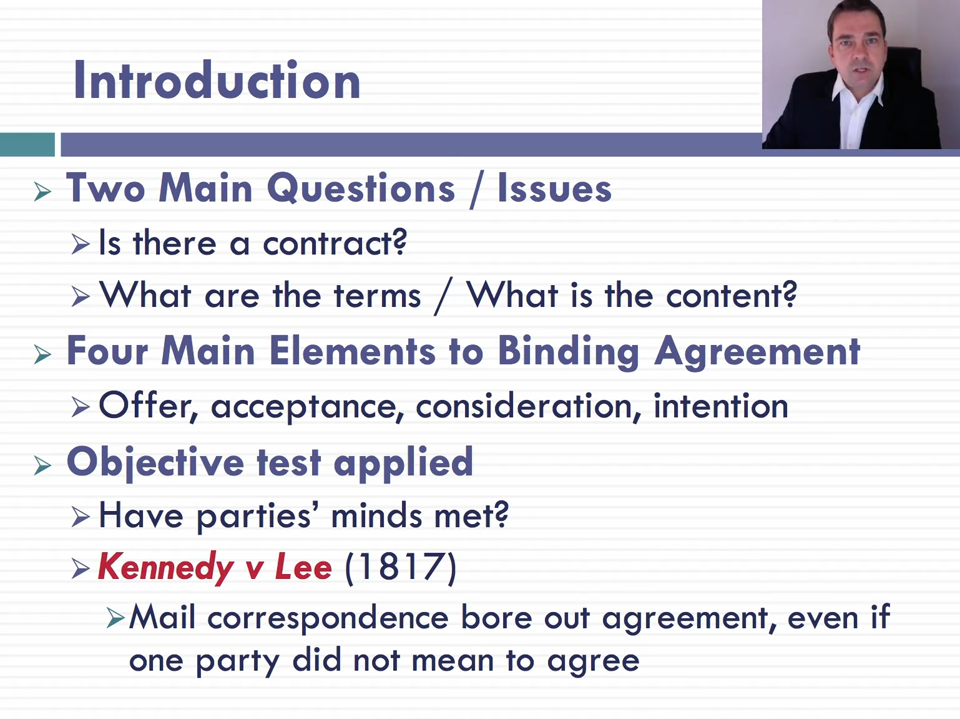 Introduction
Two Main Questions / Issues
Is there a contract?
What are the terms / What is the content?
Four Main Elements to Binding Agreement
Offer, acceptance, consideration, intention
Objective test applied
Have parties’ minds met?
Kennedy v Lee (1817)
Mail correspondence bore out agreement, even if
one party did not mean to agree